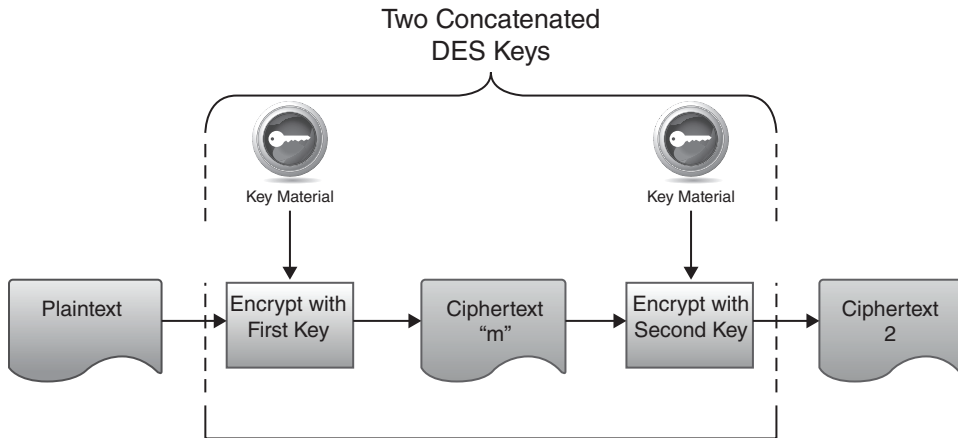 Two Concatenated
DES Keys
Key Material
Key Material
Plaintext
Encrypt with
First Key
Ciphertext
“m”
Encrypt with
Second Key
Ciphertext
2